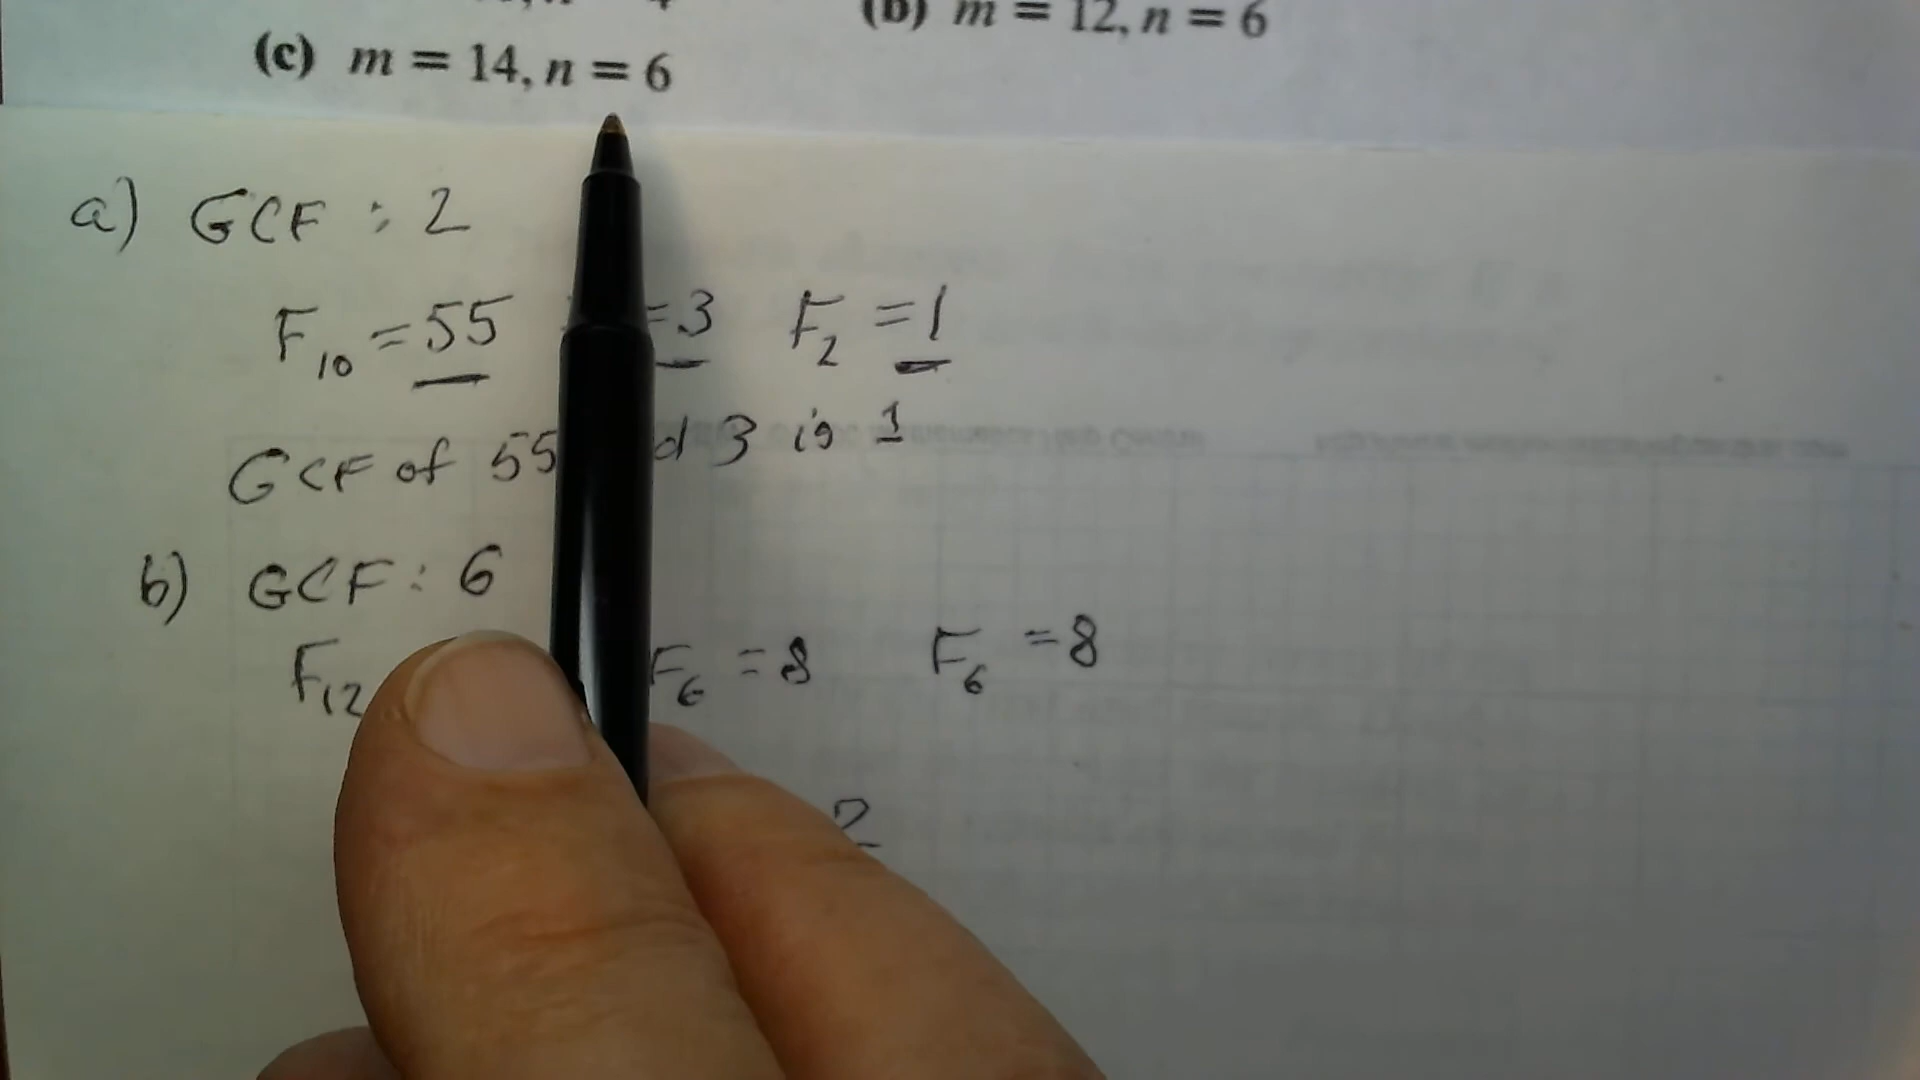 (b) m = 12, n = 6
(c) m = 14, n = 6
a) GCF : 2
F10 = 55 = 3 F2 = 1
GCF of 55 3 is 1
b) GCF : 6
F12 F6 = 8 F6 = 8
2